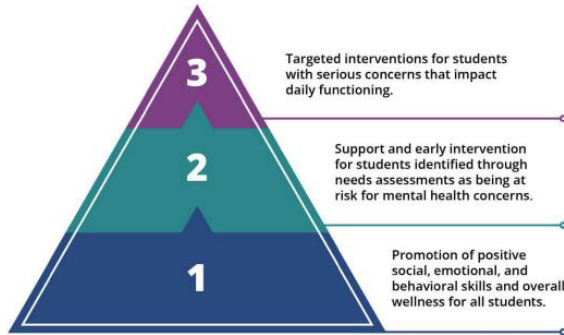 3
Targeted interventions for students
with serious concerns that impact
daily functioning.
2
Support and early intervention
for students identified through
needs assessments as being at
risk for mental health concerns.
1
Promotion of positive
social, emotional, and
behavioral skills and overall
wellness for all students.